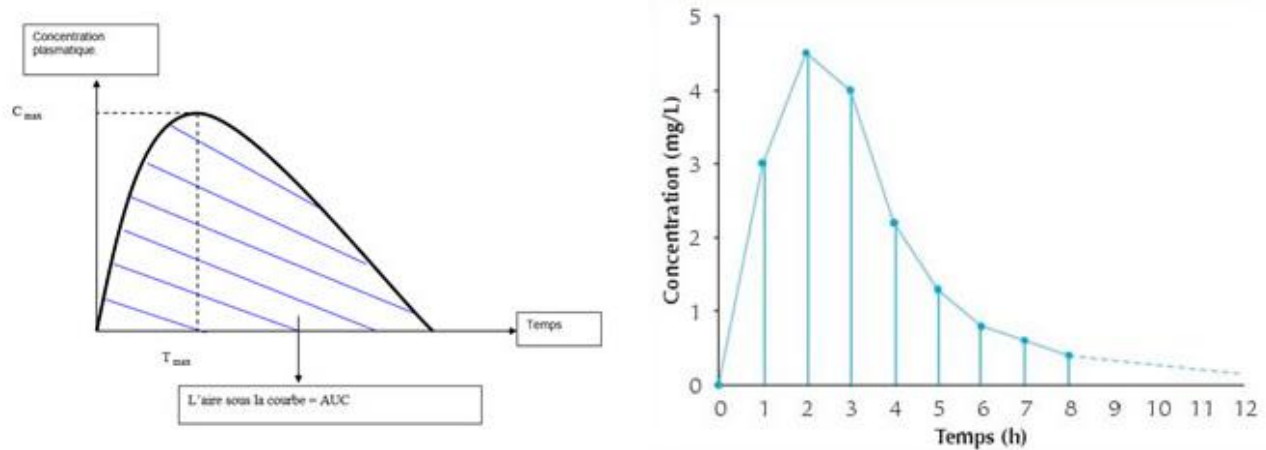 Concentration
plasmatique
C max
Temps
T max
L'aire sous la courbe = AUC
5
4
3
2
1
0
Concentration (mg/L)
0 1 2 3 4 5 6 7 8 9 10 11 12
Temps (h)